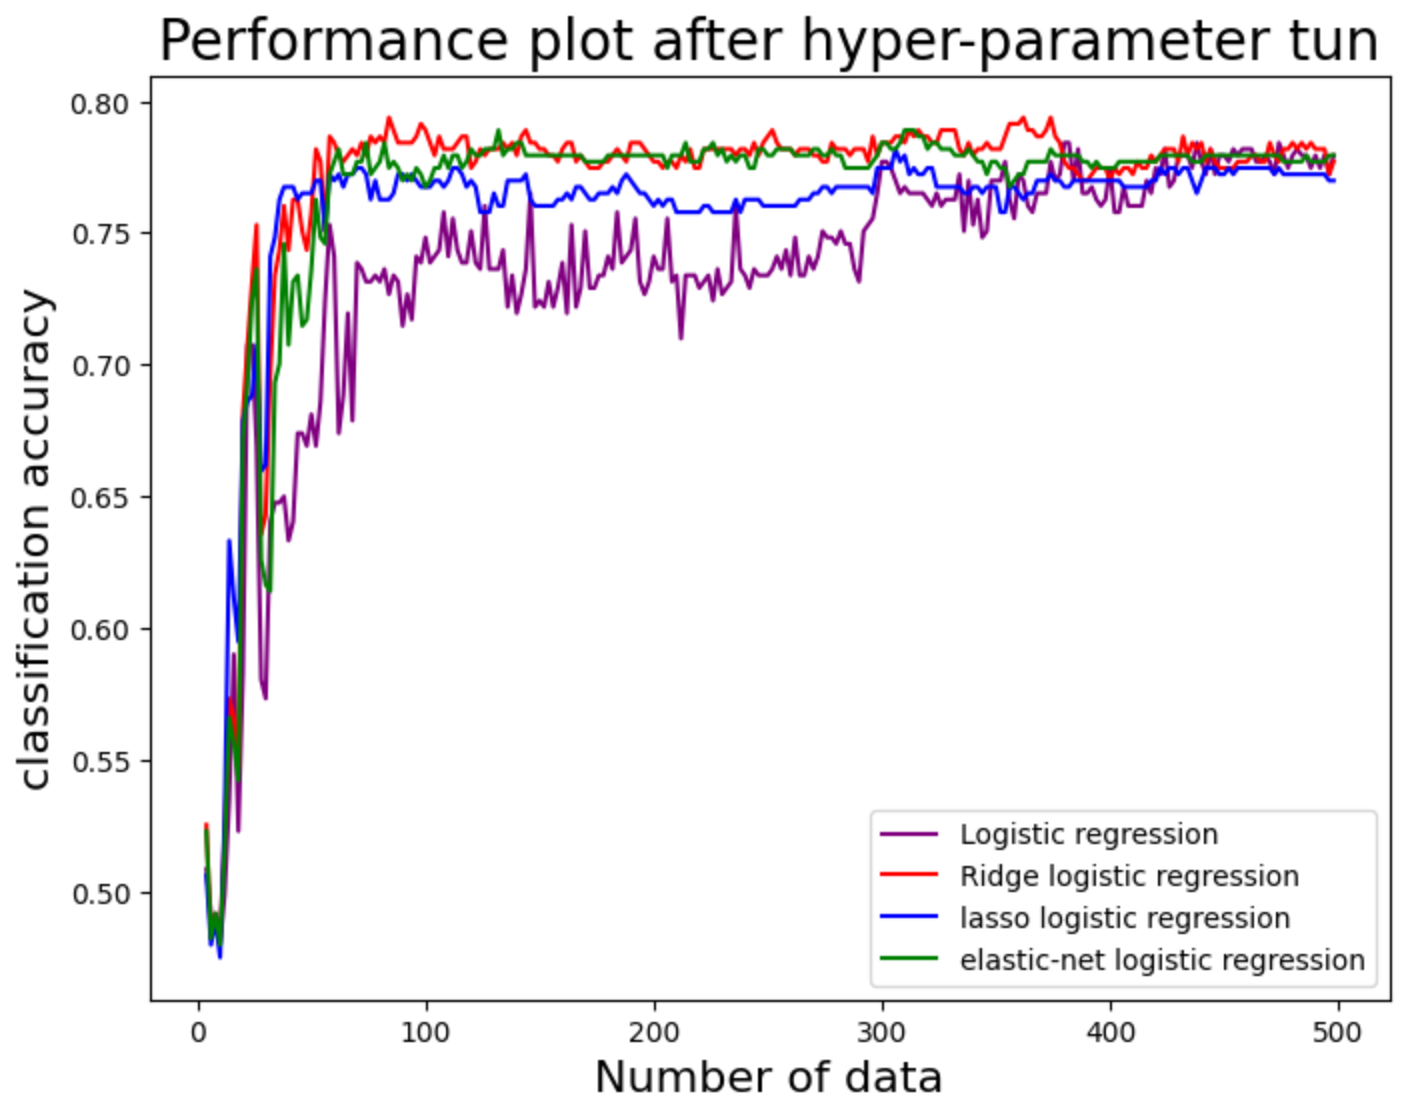 Performance plot after hyper-parameter tun
classification accuracy
0.80
0.75
0.70
0.65
0.60
0.55
0.50
Logistic regression
Ridge logistic regression
lasso logistic regression
elastic-net logistic regression
0 100 200 300 400 500
Number of data